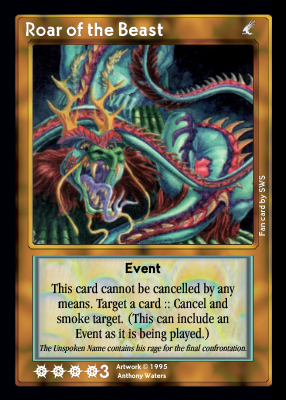 Roar of the Beast
Fan card by SWS
Event
This card cannot be cancelled by any
means. Target a card :: Cancel and
smoke target. (This can include an
Event as it is being played.)
The Unspoken Name contains his rage for the final confrontation.
3
Artwork © 1995
Anthony Waters